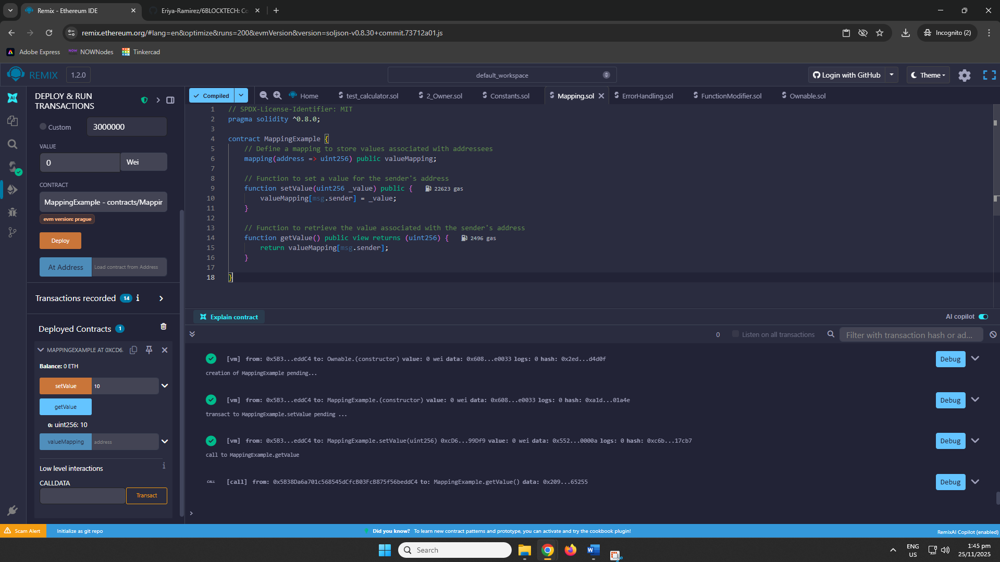 Remix - Ethereum IDE
Eriya-Ramirez/6BLOCKTECH: Co
remix.ethereum.org/#lang=en&optimize&runs=200&evmVersion&version=soljson-v0.8.30+commit.73712a01.js
Incognito (2)
Adobe Express
NOW
NOWNodes
Tinkercad
REMIX
1.2.0
default_workspace
Login with GitHub
Theme
AI
DEPLOY & RUN
TRANSACTIONS
Compiled
Home
test_calculator.sol
2_Owner.sol
Constants.sol
Mapping.sol
ErrorHandling.sol
FunctionModifier.sol
Ownable.sol
Custom
3000000
VALUE
0
Wei
CONTRACT
MappingExample - contracts/Mappir
evm version: prague
Deploy
At Address
Load contract from Address
Transactions recorded 14 i
Deployed Contracts 1
MAPPINGEXAMPLE AT 0XCD6.
Balance: 0 ETH
setValue
10
getValue
0: uint256: 10
valueMapping
address
Low level interactions
i
CALLDATA
Transact
1 // SPDX-License-Identifier: MIT
2 pragma solidity ^0.8.0;
3
4 contract MappingExample {
5 // Define a mapping to store values associated with addressees
6 mapping(address => uint256) public valueMapping;
7
8 // Function to set a value for the sender's address
9 function setValue(uint256 _value) public { 22623 gas
10 valueMapping[msg.sender] = _value;
11 }
12
13 // Function to retrieve the value associated with the sender's address
14 function getValue() public view returns (uint256) { 2496 gas
15 return valueMapping[msg.sender];
16 }
17
18 }
Explain contract
AI copilot
0
Listen on all transactions
Filter with transaction hash or ad...
[vm] from: 0x5B3...eddC4 to: Ownable.(constructor) value: 0 wei data: 0x608...e0033 logs: 0 hash: 0x2ed...d4d0f
Debug
creation of MappingExample pending...
[vm] from: 0x5B3...eddC4 to: MappingExample.(constructor) value: 0 wei data: 0x608...e0033 logs: 0 hash: 0xa1d...01a4e
Debug
transact to MappingExample.setValue pending ...
[vm] from: 0x5B3...eddC4 to: MappingExample.setValue(uint256) 0xcD6...99Df9 value: 0 wei data: 0x552...0000a logs: 0 hash: 0xc6b...17cb7
Debug
call to MappingExample.getValue
CALL
[call] from: 0x5B38Da6a701c568545dCfcB03FcB875f56beddC4 to: MappingExample.getValue() data: 0x209...65255
Debug
>
Scam Alert
Initialize as git repo
Did you know? To learn new contract patterns and prototype, you can activate and try the cookbook plugin!
RemixAI Copilot (enabled)
Search
ENG
US
1:45 pm
25/11/2025